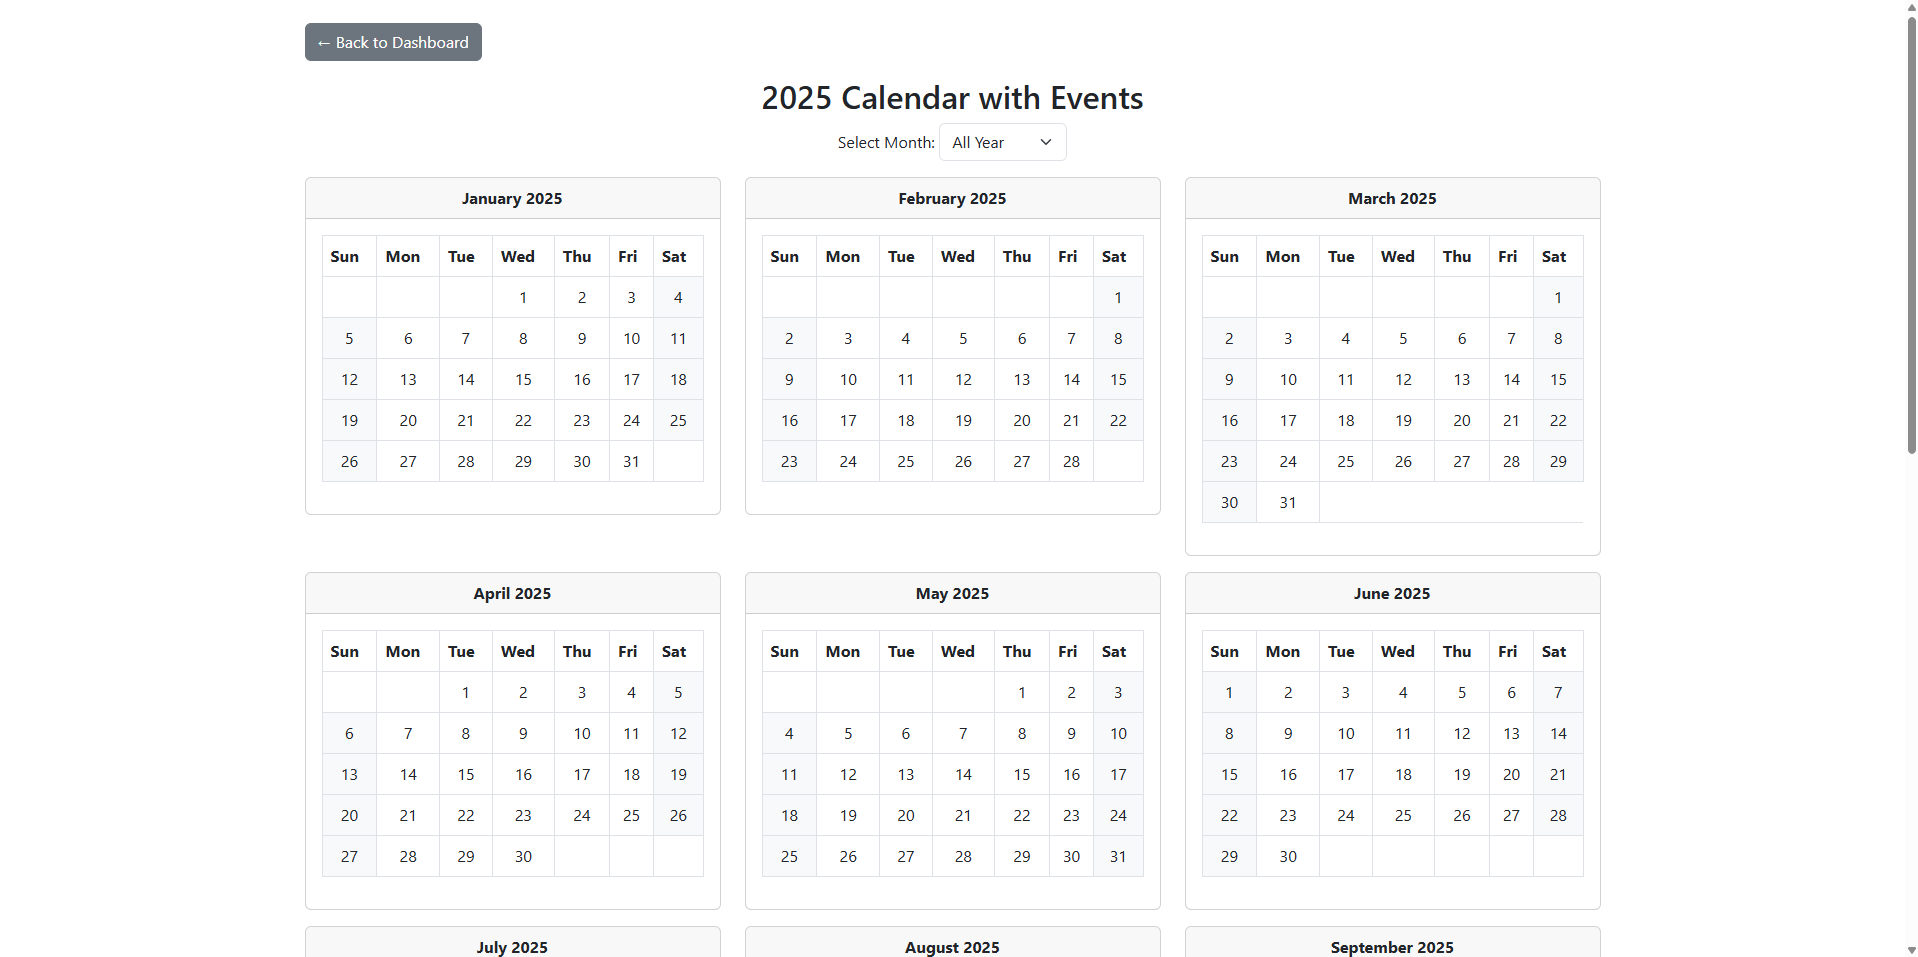 ← Back to Dashboard
2025 Calendar with Events
Select Month: All Year
January 2025
Sun Mon Tue Wed Thu Fri Sat
1 2 3 4
5 6 7 8 9 10 11
12 13 14 15 16 17 18
19 20 21 22 23 24 25
26 27 28 29 30 31
February 2025
Sun Mon Tue Wed Thu Fri Sat
1
2 3 4 5 6 7 8
9 10 11 12 13 14 15
16 17 18 19 20 21 22
23 24 25 26 27 28
March 2025
Sun Mon Tue Wed Thu Fri Sat
1
2 3 4 5 6 7 8
9 10 11 12 13 14 15
16 17 18 19 20 21 22
23 24 25 26 27 28 29
30 31
April 2025
Sun Mon Tue Wed Thu Fri Sat
1 2 3 4 5
6 7 8 9 10 11 12
13 14 15 16 17 18 19
20 21 22 23 24 25 26
27 28 29 30
May 2025
Sun Mon Tue Wed Thu Fri Sat
1 2 3
4 5 6 7 8 9 10
11 12 13 14 15 16 17
18 19 20 21 22 23 24
25 26 27 28 29 30 31
June 2025
Sun Mon Tue Wed Thu Fri Sat
1 2 3 4 5 6 7
8 9 10 11 12 13 14
15 16 17 18 19 20 21
22 23 24 25 26 27 28
29 30
July 2025
August 2025
September 2025